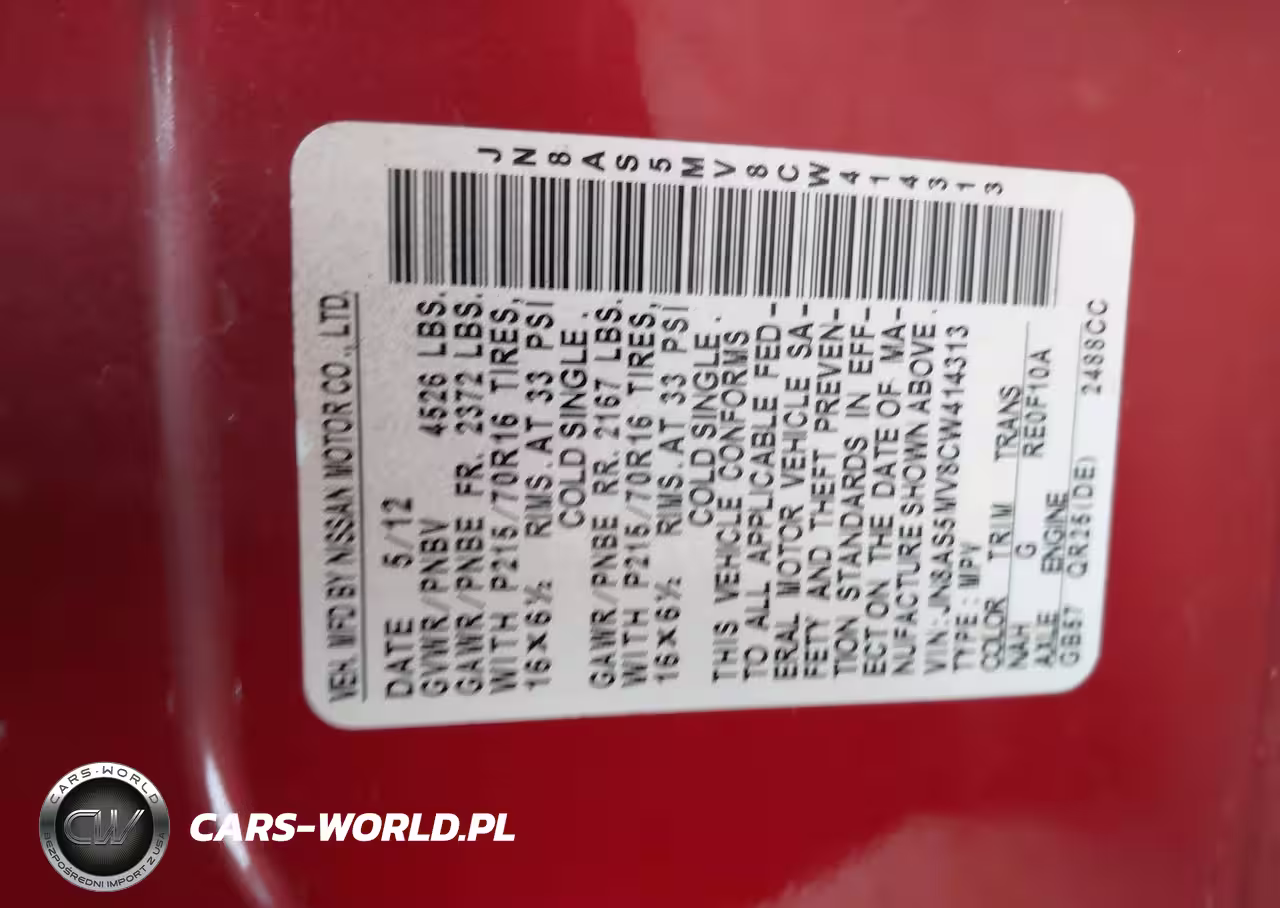 VEH. MFD BY NISSAN MOTOR CO., LTD.
DATE 5/12
GVWR/PNBV 4526 LBS.
GAWR/PNBE FR. 2372 LBS.
WITH P215/70R16 TIRES,
16X6½ RIMS. AT 33 PSI
COLD SINGLE.
GAWR/PNBE RR. 2167 LBS.
WITH P215/70R16 TIRES,
16X6½ RIMS. AT 33 PSI
COLD SINGLE.
THIS VEHICLE CONFORMS
TO ALL APPLICABLE FED-
ERAL MOTOR VEHICLE SA-
FETY AND THEFT PREVEN-
TION STANDARDS IN EFF-
ECT ON THE DATE OF MA-
NUFACTURE SHOWN ABOVE.
VIN: JN8AS5MV8CW414313
TYPE: MPV
COLOR TRIM TRANS
NAH G RE0F10A
AXLE ENGINE
GB57 QR25(DE) 2488CC
JN8AS5MV8CW414313
CARS-WORLD
CW
BEZPOŚREDNI IMPORT Z USA
CARS-WORLD.PL